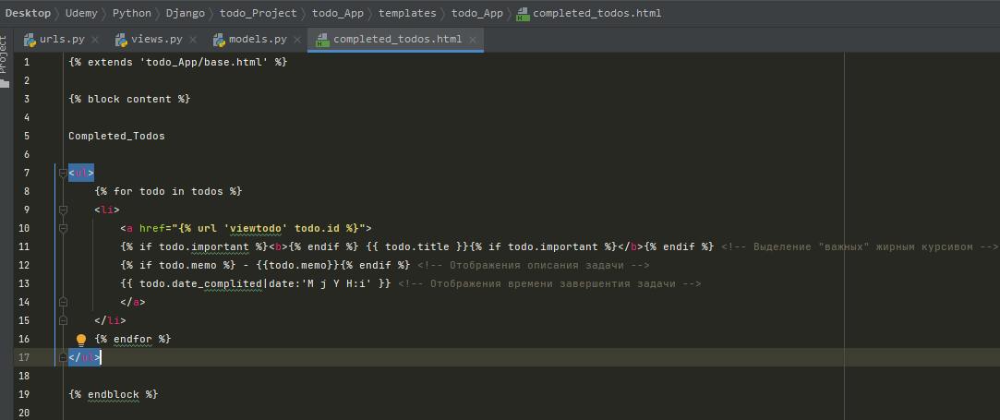 Desktop Udemy Python Django todo_Project todo_App templates todo_App completed_todos.html
urls.py views.py models.py completed_todos.html
Project
1 {% extends 'todo_App/base.html' %}
2
3 {% block content %}
4
5 Completed_Todos
6
7 <ul>
8 {% for todo in todos %}
9 <li>
10 <a href="{% url 'viewtodo' todo.id %}">
11 {% if todo.important %}<b>{% endif %} {{ todo.title }}{% if todo.important %}</b>{% endif %} <!-- Выделение "важных" жирным курсивом -->
12 {% if todo.memo %} - {{todo.memo}}{% endif %} <!-- Отображения описания задачи -->
13 {{ todo.date_complited|date:'M j Y H:i' }} <!-- Отображения времени завершентия задачи -->
14 </a>
15 </li>
16 {% endfor %}
17 </ul>
18
19 {% endblock %}
20